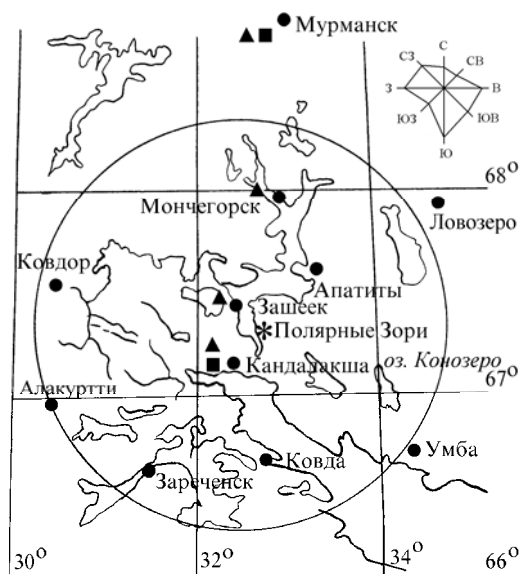 Мурманск
С
СЗ
СВ
З
В
ЮЗ
ЮВ
Ю
68°
Мончегорск
Ловозеро
Ковдор
Апатиты
Зашеек
Полярные Зори
Кандалакша
оз. Конозеро
67°
Алакуртти
Умба
Ковда
Зареченск
30°
32°
34°
66°